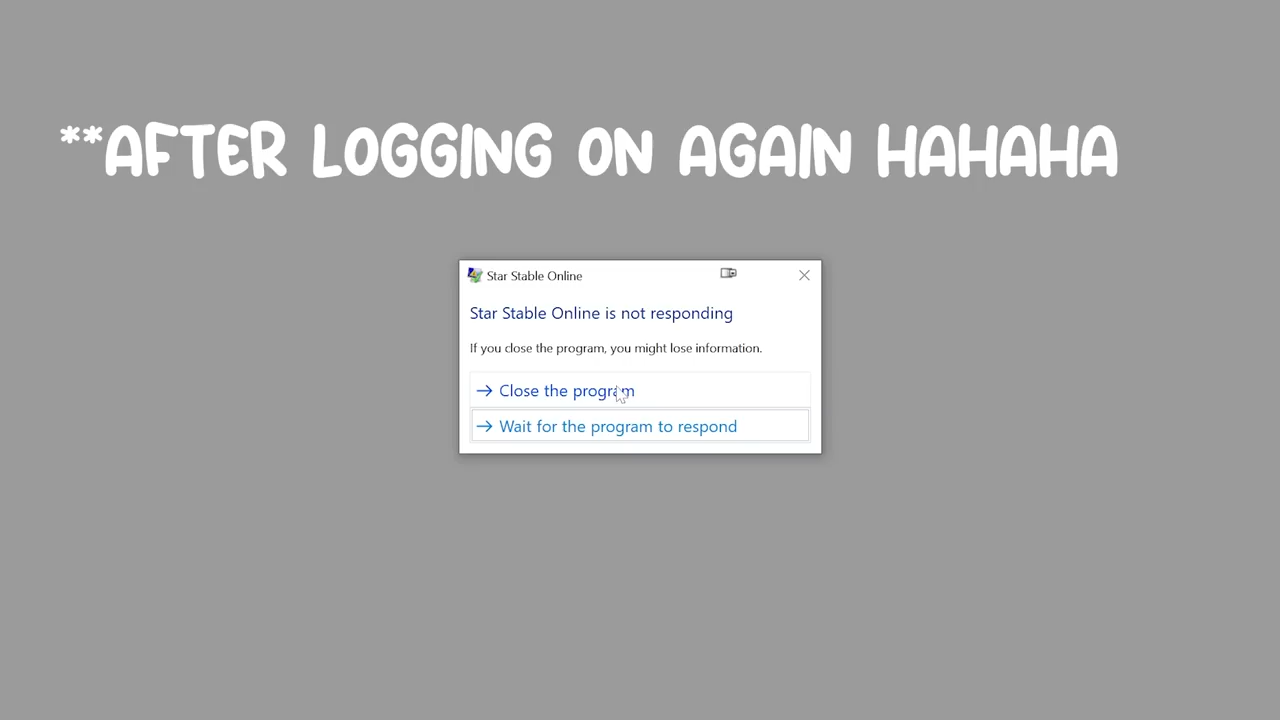 **AFTER LOGGING ON AGAIN HAHAHA
Star Stable Online
Star Stable Online is not responding
If you close the program, you might lose information.
Close the program
Wait for the program to respond